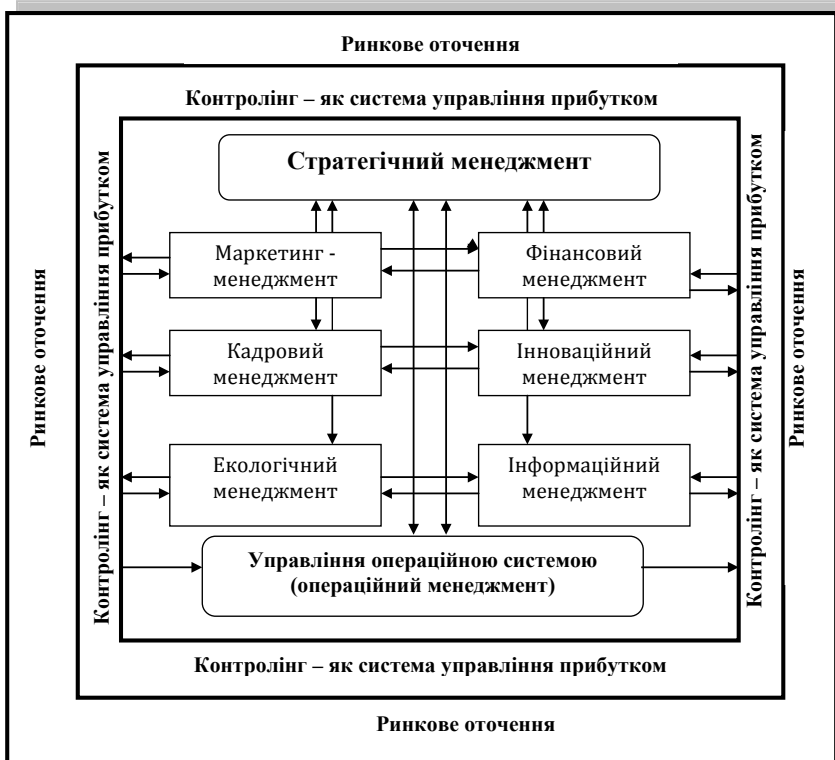 Ринкове оточення
Контролінг – як система управління прибутком
Стратегічний менеджмент
Маркетинг -
менеджмент
Фінансовий
менеджмент
Кадровий
менеджмент
Інноваційний
менеджмент
Екологічний
менеджмент
Інформаційний
менеджмент
Управління операційною системою
(операційний менеджмент)
Ринкове оточення
Контролінг – як система управління прибутком
Контролінг – як система управління прибутком
Ринкове оточення
Контролінг – як система управління прибутком
Ринкове оточення